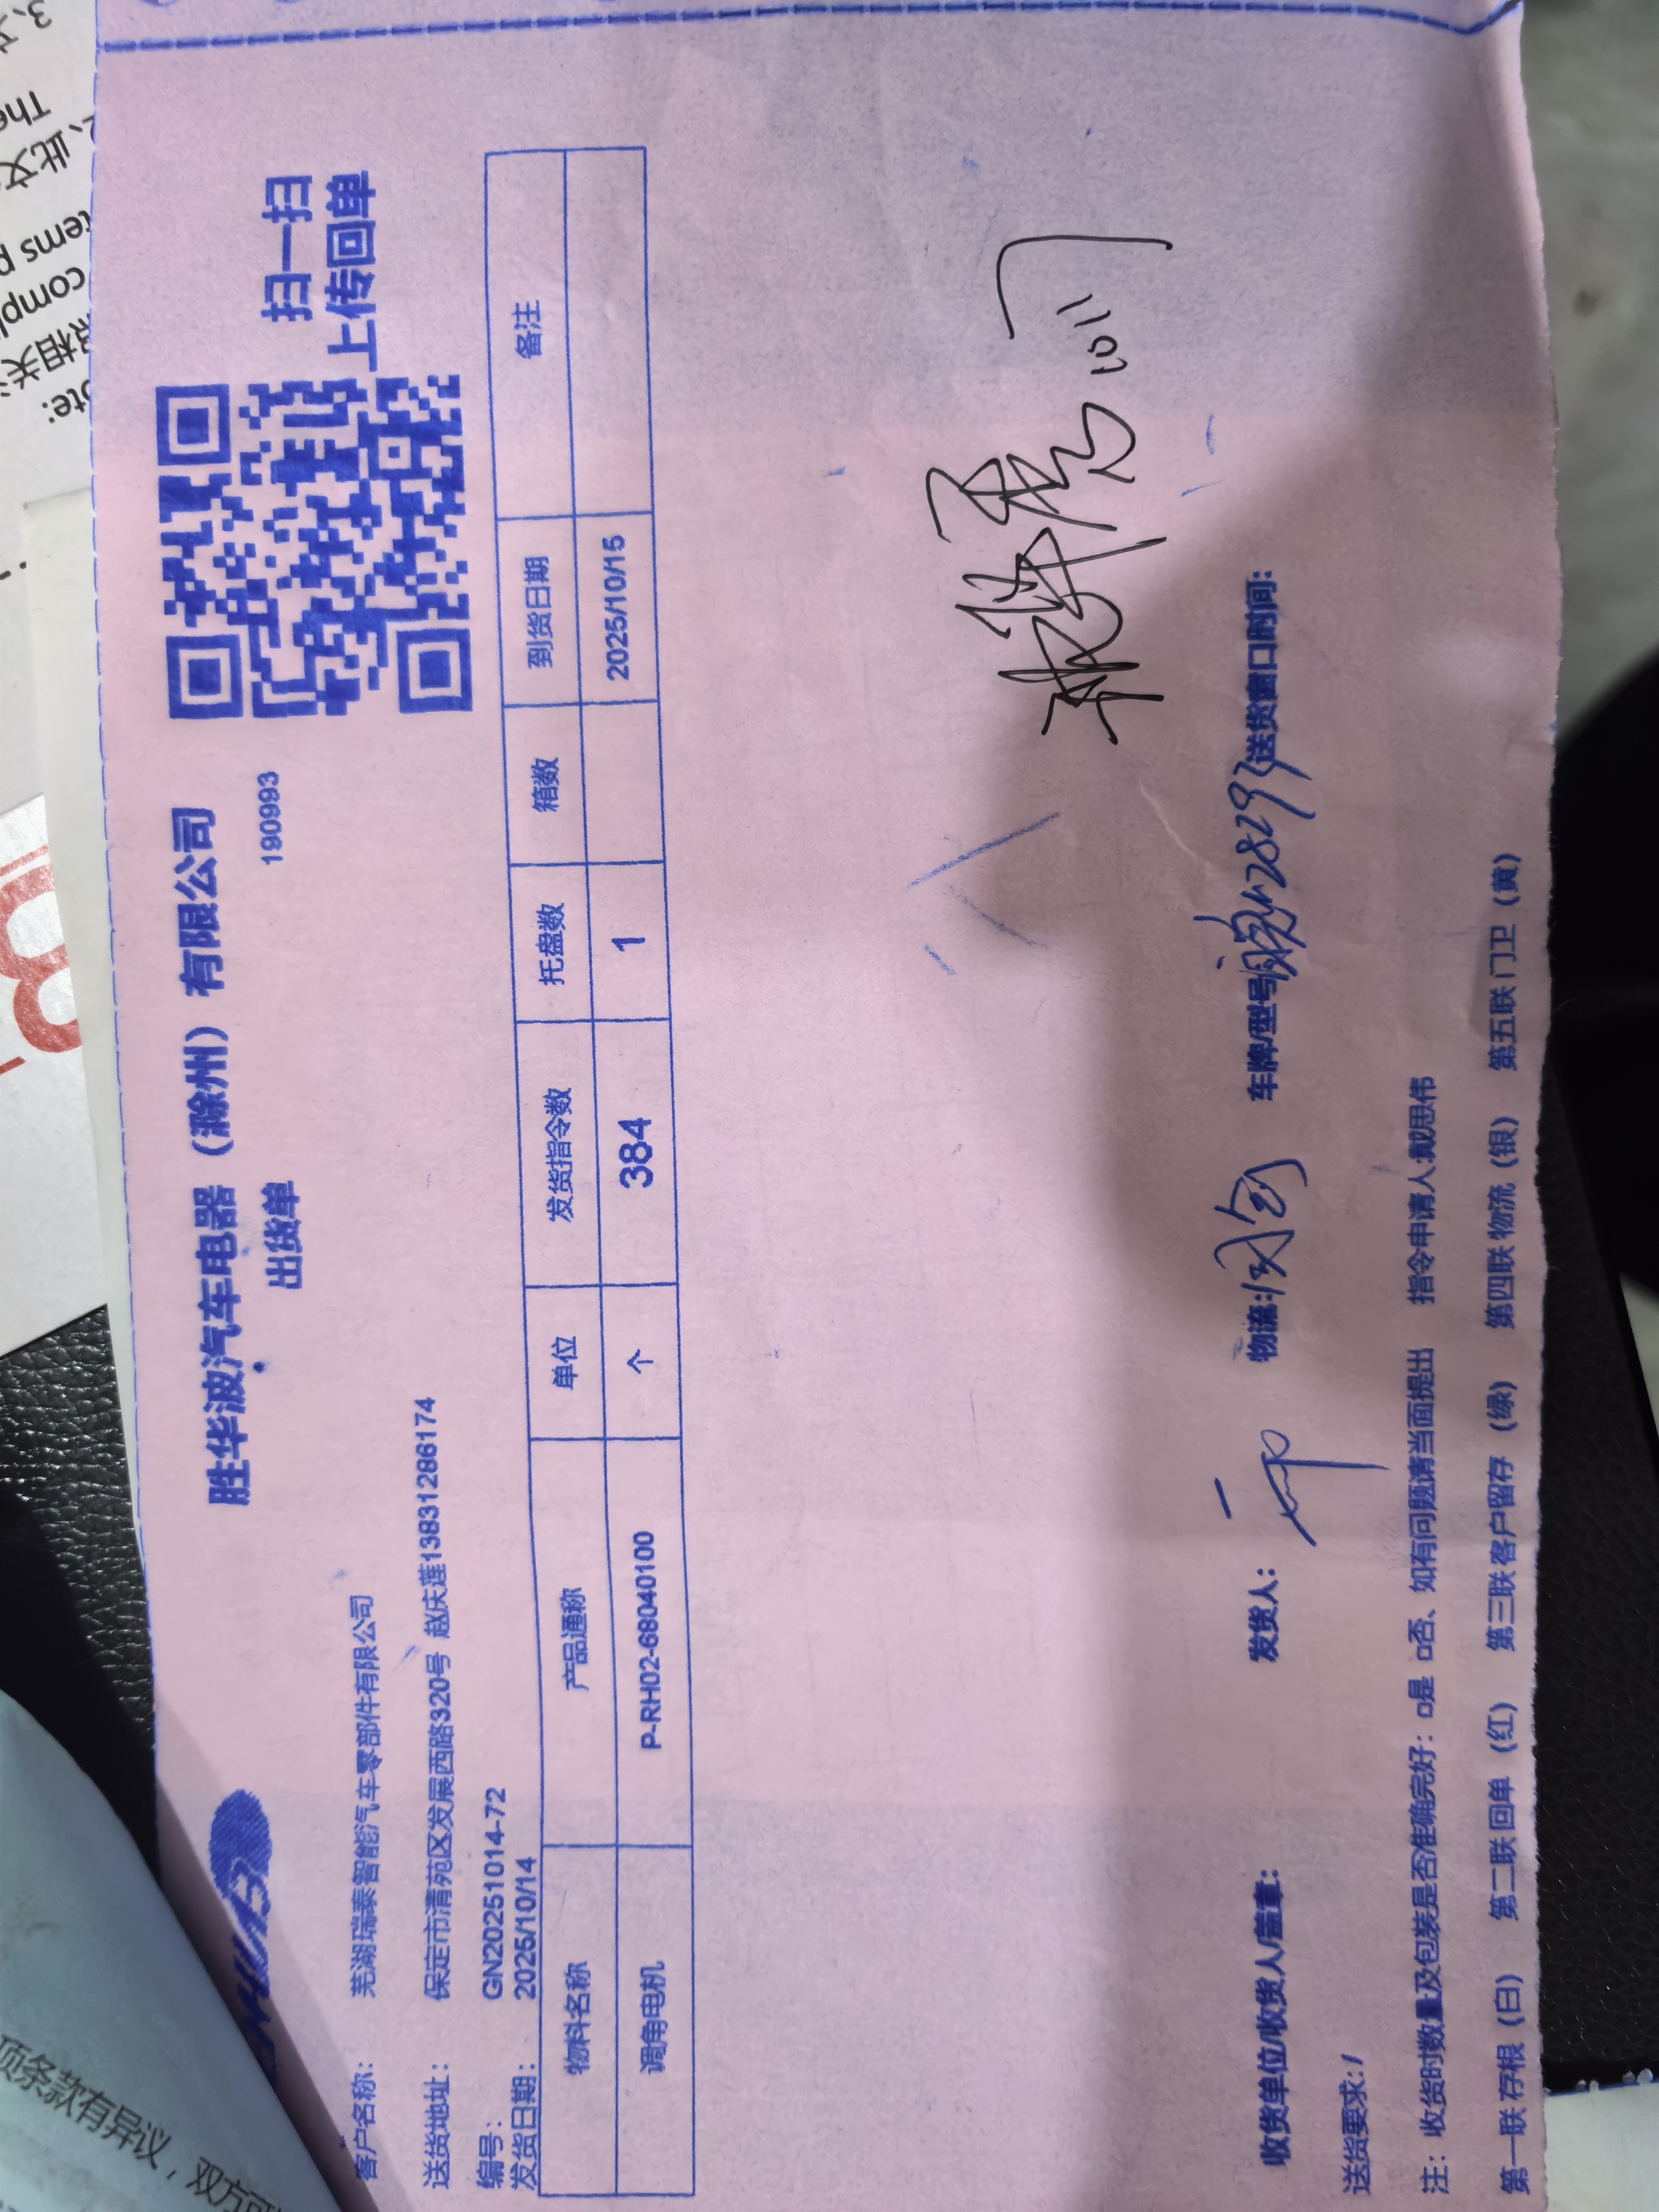 胜华波汽车电器（滁州）有限公司
出货单
190993
扫一扫
上传回单
客户名称： 芜湖瑞泰智能汽车零部件有限公司
送货地址： 保定市清苑区发展西路320号 赵庆莲13831286174
编号： GN20251014-72
发货日期： 2025/10/14
物料名称 产品通称 单位 发货指令数 托盘数 箱数 到货日期 备注
调角电机 P-RH02-68040100 个 384 1 2025/10/15
收货单位/收货人/盖章： 发货人： 物流: 车牌/型号 送货窗口时间：
送货要求:/
注： 收货时数量及包装是否准确完好：□是 □否、如有问题请当面提出 指令申请人:戴思伟
第一联 存根（白） 第二联 回单（红） 第三联 客户留存（绿） 第四联 物流（银） 第五联 门卫（黄）
项条款有异议，双方可